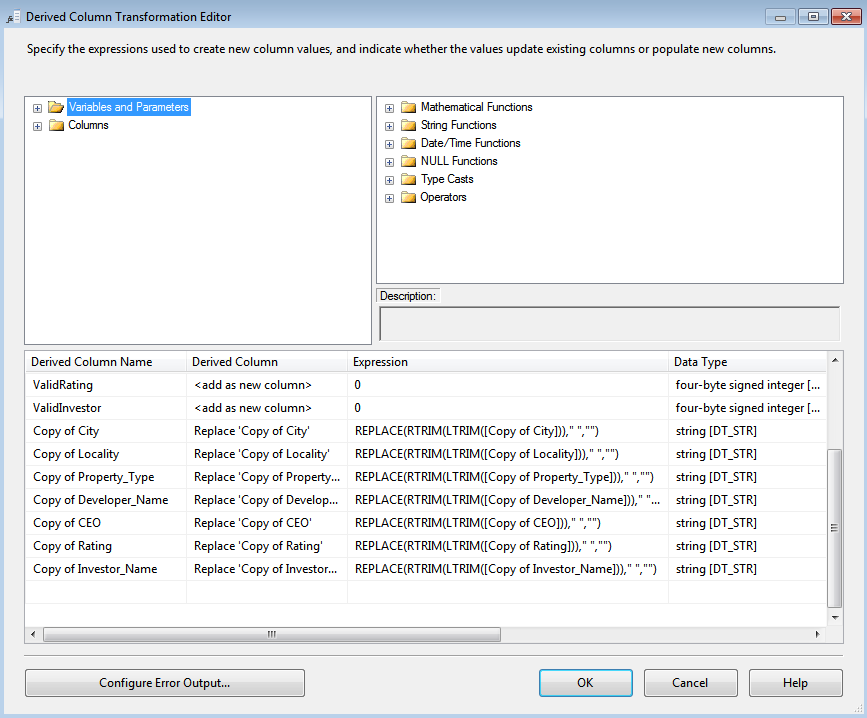 Derived Column Transformation Editor
Specify the expressions used to create new column values, and indicate whether the values update existing columns or populate new columns.
Variables and Parameters
Columns
Mathematical Functions
String Functions
Date/Time Functions
NULL Functions
Type Casts
Operators
Description:
Derived Column Name Derived Column Expression Data Type
ValidRating <add as new column> 0 four-byte signed integer [...
ValidInvestor <add as new column> 0 four-byte signed integer [...
Copy of City Replace 'Copy of City' REPLACE(RTRIM(LTRIM([Copy of City]))," ","") string [DT_STR]
Copy of Locality Replace 'Copy of Locality' REPLACE(RTRIM(LTRIM([Copy of Locality]))," ","") string [DT_STR]
Copy of Property_Type Replace 'Copy of Property... REPLACE(RTRIM(LTRIM([Copy of Property_Type]))," ","") string [DT_STR]
Copy of Developer_Name Replace 'Copy of Develop... REPLACE(RTRIM(LTRIM([Copy of Developer_Name]))," "... string [DT_STR]
Copy of CEO Replace 'Copy of CEO' REPLACE(RTRIM(LTRIM([Copy of CEO]))," ","") string [DT_STR]
Copy of Rating Replace 'Copy of Rating' REPLACE(RTRIM(LTRIM([Copy of Rating]))," ","") string [DT_STR]
Copy of Investor_Name Replace 'Copy of Investor... REPLACE(RTRIM(LTRIM([Copy of Investor_Name]))," ","") string [DT_STR]
Configure Error Output... OK Cancel Help